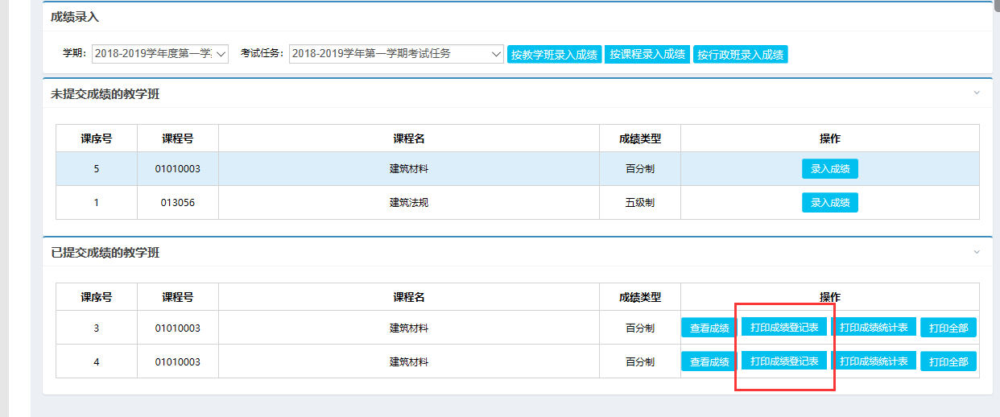 成绩录入
学期: 2018-2019学年度第一学 考试任务: 2018-2019学年第一学期考试任务 按教学班录入成绩 按课程录入成绩 按行政班录入成绩
未提交成绩的教学班
课序号 课程号 课程名 成绩类型 操作
5 01010003 建筑材料 百分制 录入成绩
1 013056 建筑法规 五级制 录入成绩
已提交成绩的教学班
课序号 课程号 课程名 成绩类型 操作
3 01010003 建筑材料 百分制 查看成绩 打印成绩登记表 打印成绩统计表 打印全部
4 01010003 建筑材料 百分制 查看成绩 打印成绩登记表 打印成绩统计表 打印全部